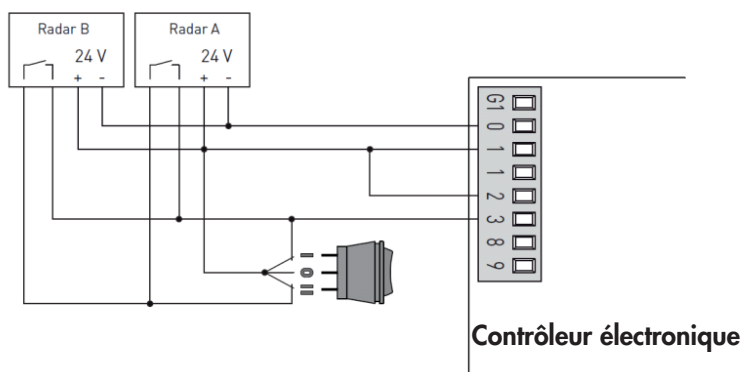 Radar B
Radar A
24 V
24 V
+ -
+ -
G1
0
1
1
2
3
8
9
I
0
II
Contrôleur électronique